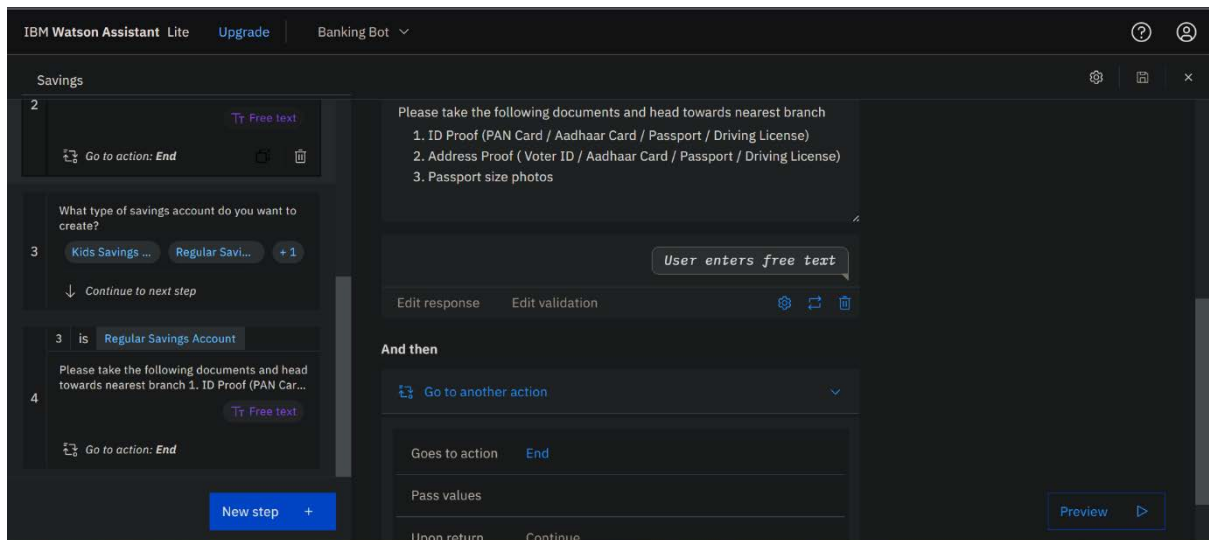 IBM Watson Assistant Lite Upgrade Banking Bot
Savings
2
Free text
Go to action: End
What type of savings account do you want to
create?
3 Kids Savings ... Regular Savi... + 1
Continue to next step
3 is Regular Savings Account
Please take the following documents and head
towards nearest branch 1. ID Proof (PAN Car...
4
Free text
Go to action: End
New step +
Please take the following documents and head towards nearest branch
1. ID Proof (PAN Card / Aadhaar Card / Passport / Driving License)
2. Address Proof ( Voter ID / Aadhaar Card / Passport / Driving License)
3. Passport size photos
User enters free text
Edit response Edit validation
And then
Go to another action
Goes to action End
Pass values
Upon return Continue
Preview